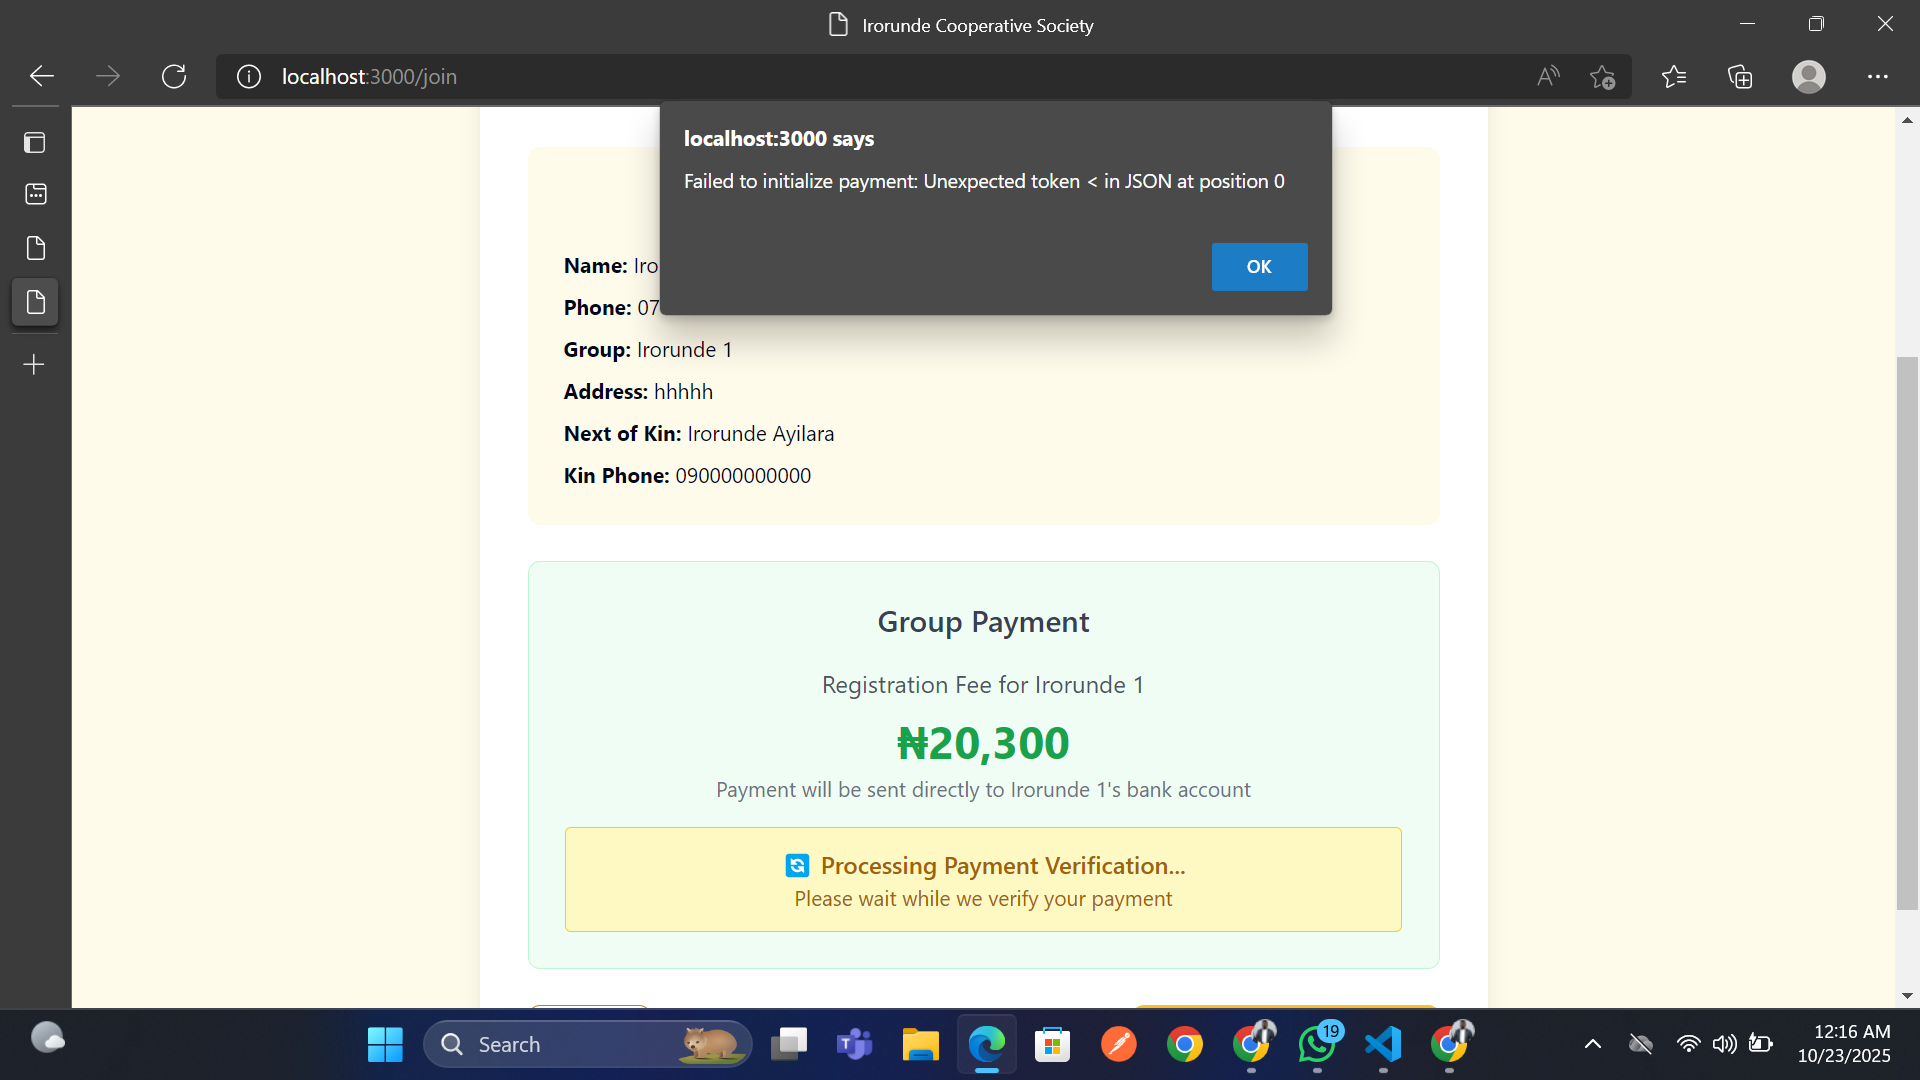 Irorunde Cooperative Society
localhost:3000/join
localhost:3000 says
Failed to initialize payment: Unexpected token < in JSON at position 0
OK
Name: Iro
Phone: 07
Group: Irorunde 1
Address: hhhhh
Next of Kin: Irorunde Ayilara
Kin Phone: 090000000000
Group Payment
Registration Fee for Irorunde 1
₦20,300
Payment will be sent directly to Irorunde 1's bank account
Processing Payment Verification...
Please wait while we verify your payment
Search
19
12:16 AM
10/23/2025